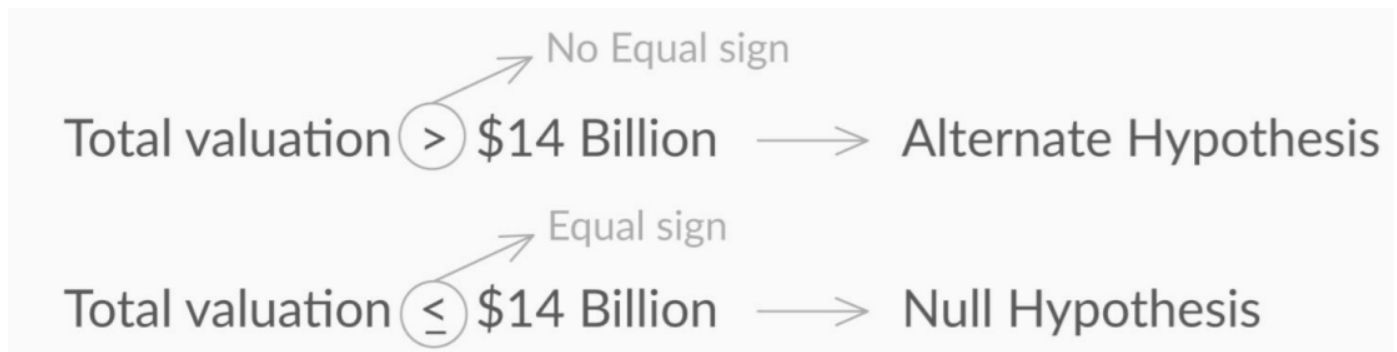 No Equal sign
Total valuation > $14 Billion Alternate Hypothesis
Equal sign
Total valuation ≤ $14 Billion Null Hypothesis